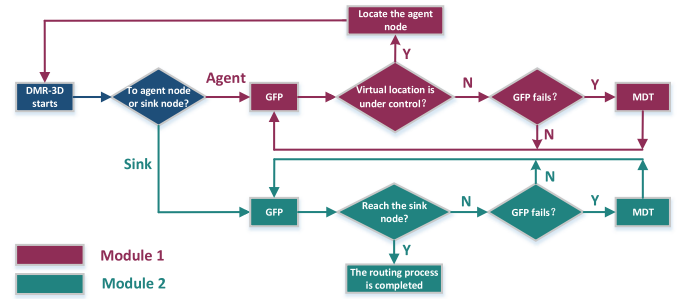 Locate the agent
node
Y
DMR-3D
starts
To agent node
or sink node?
Agent
GFP
Virtual location is
under control?
N
GFP fails?
Y
MDT
N
Sink
N
GFP
Reach the sink
node?
N
GFP fails?
Y
MDT
Y
Module 1
Module 2
The routing process
is completed